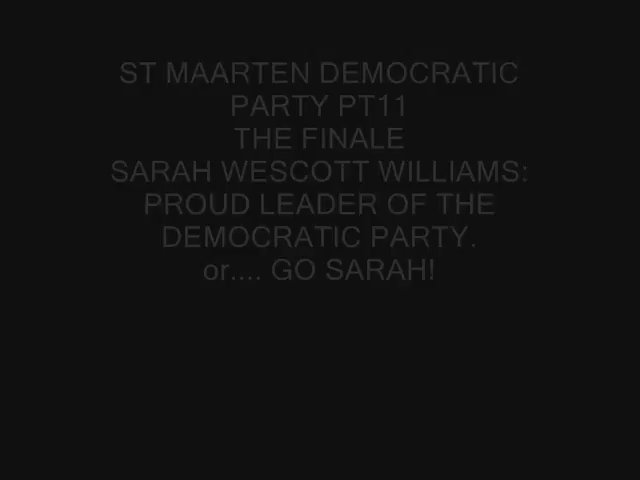 ST MAARTEN DEMOCRATIC
PARTY PT11
THE FINALE
SARAH WESCOTT WILLIAMS:
PROUD LEADER OF THE
DEMOCRATIC PARTY.
or.... GO SARAH!